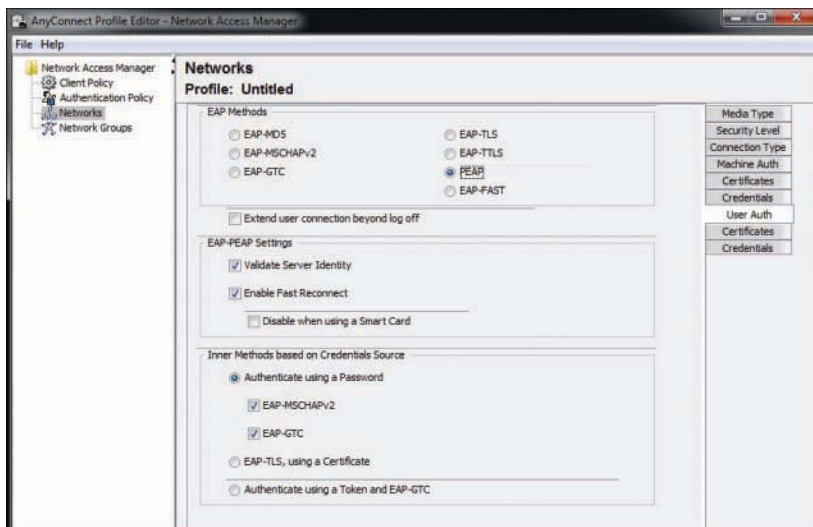 AnyConnect Profile Editor - Network Access Manager
File Help
Network Access Manager
Client Policy
Authentication Policy
Networks
Network Groups
Networks
Profile: Untitled
EAP Methods
EAP-MD5
EAP-TLS
EAP-MSCHAPv2
EAP-TTLS
EAP-GTC
PEAP
EAP-FAST
Extend user connection beyond log off
EAP-PEAP Settings
Validate Server Identity
Enable Fast Reconnect
Disable when using a Smart Card
Inner Methods based on Credentials Source
Authenticate using a Password
EAP-MSCHAPv2
EAP-GTC
EAP-TLS, using a Certificate
Authenticate using a Token and EAP-GTC
Media Type
Security Level
Connection Type
Machine Auth
Certificates
Credentials
User Auth
Certificates
Credentials